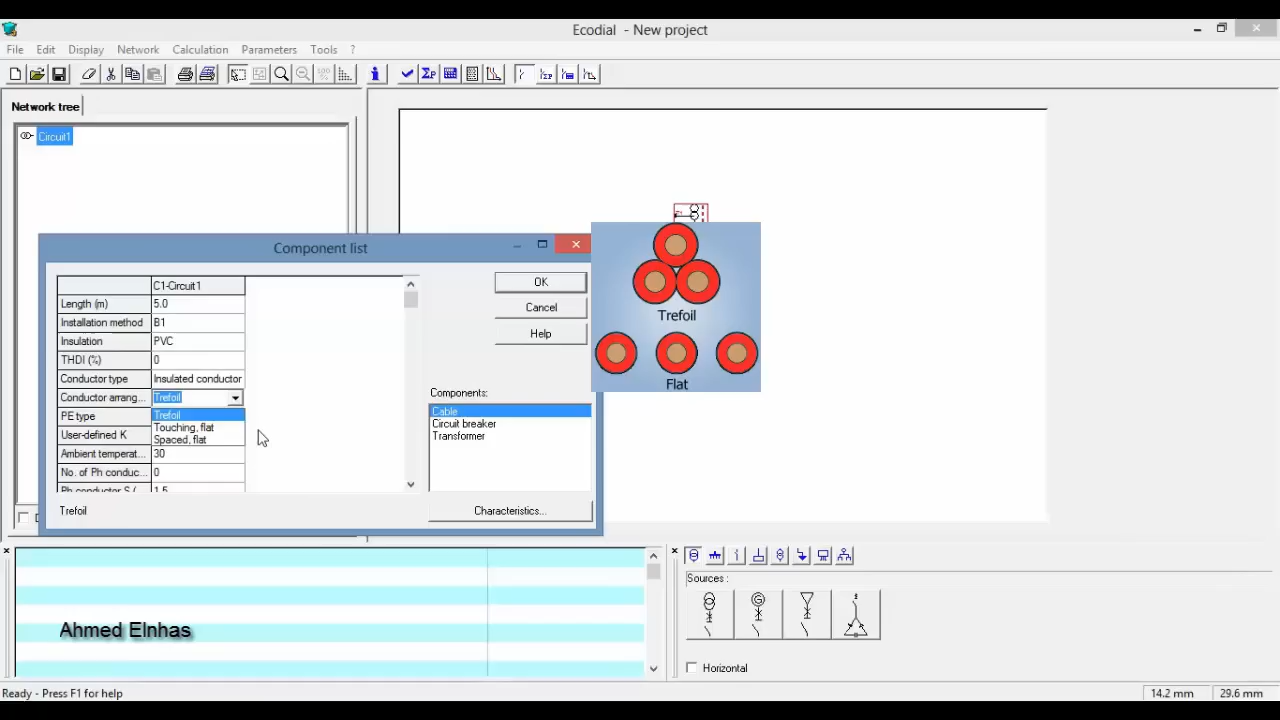 Ecodial - New project
File Edit Display Network Calculation Parameters Tools ?
Network tree
Circuit1
Component list
C1-Circuit1
Length (m) 5.0
Installation method B1
Insulation PVC
THDI (%) 0
Conductor type Insulated conductor
Conductor arrang... Trefoil
PE type Trefoil
Touching, flat
User-defined K Spaced, flat
Ambient temperat... 30
No. of Ph conduc... 0
Ph conductor S 1.5
Trefoil
OK
Cancel
Help
Components:
Cable
Circuit breaker
Transformer
Characteristics...
Trefoil
Flat
Ahmed Elnhas
Sources :
Horizontal
Ready - Press F1 for help
14.2 mm 29.6 mm